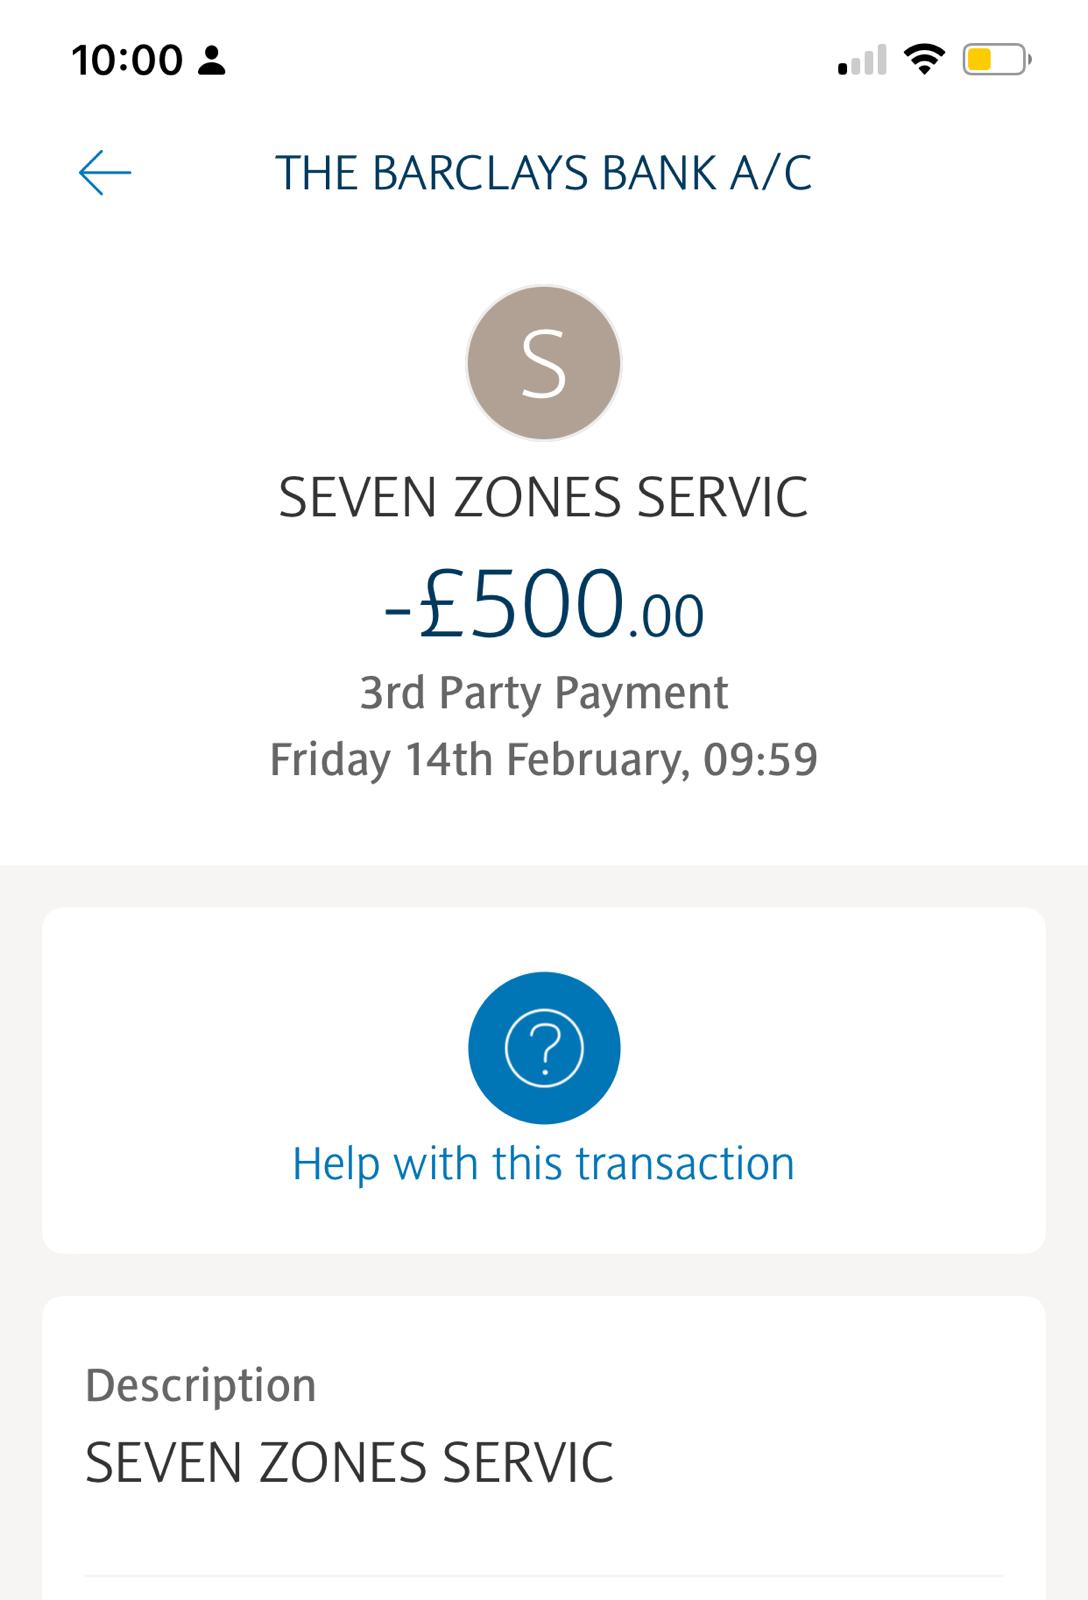 10:00
THE BARCLAYS BANK A/C
S
SEVEN ZONES SERVIC
-£500.00
3rd Party Payment
Friday 14th February, 09:59
?
Help with this transaction
Description
SEVEN ZONES SERVIC